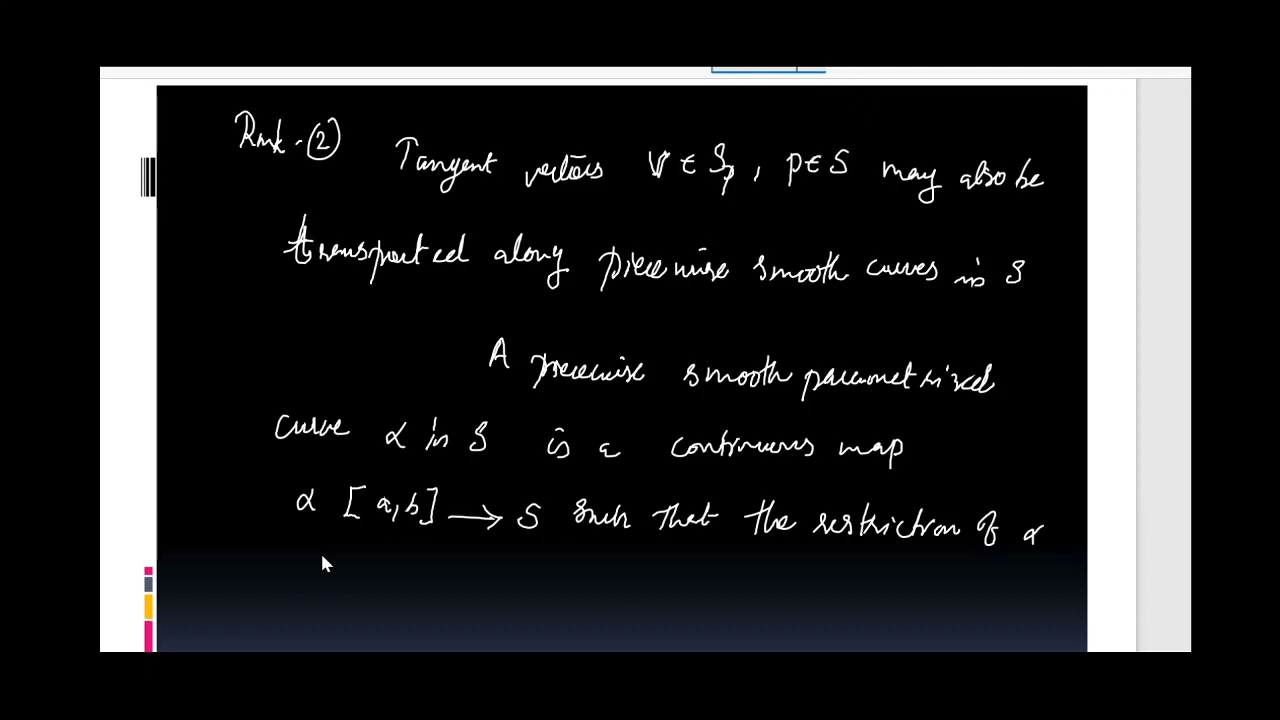 Rmk - ②
Tangent vectors v ∈ Sp, p ∈ S may also be
transported along piecewise smooth curves in S
A piecewise smooth parametrized
curve α in S is a continuous map
α [a, b] ⟶ S such that the restriction of α